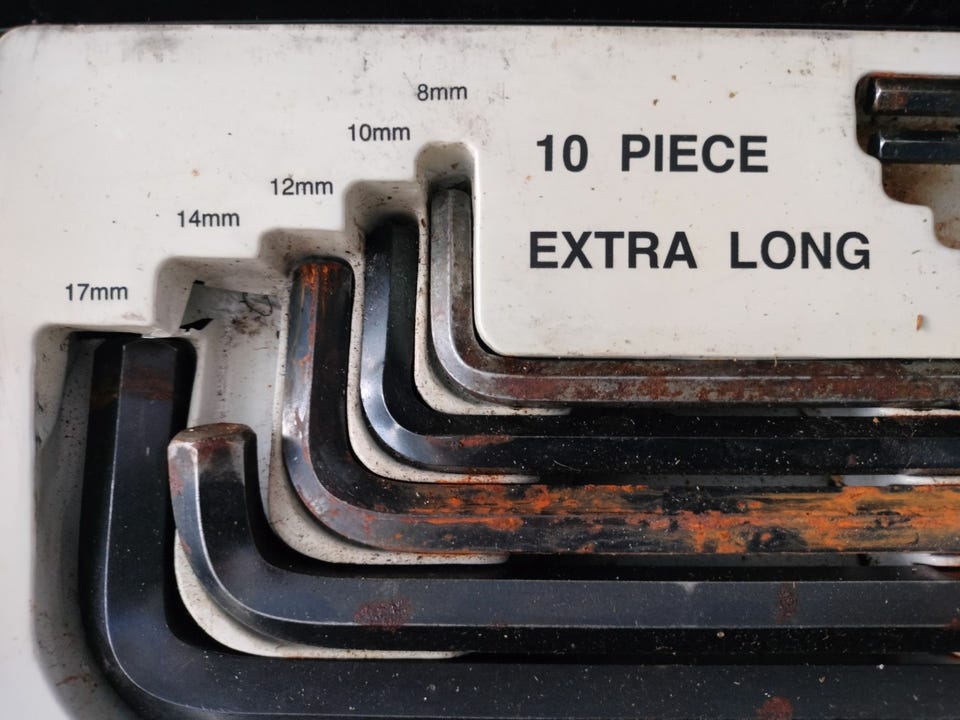 8mm
10mm
12mm
14mm
17mm
10 PIECE
EXTRA LONG